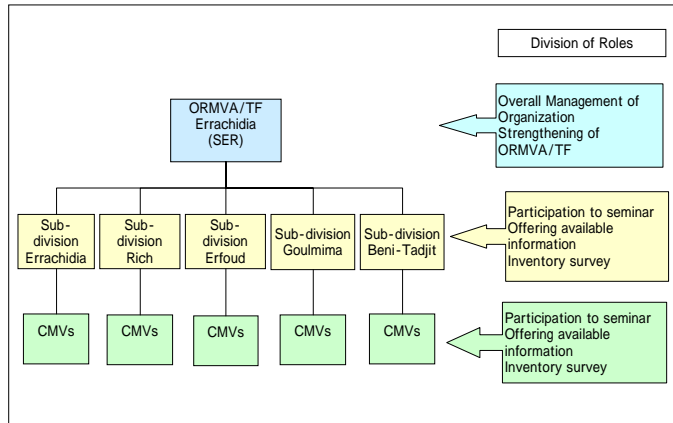 Division of Roles
ORMVA/TF
Errachidia
(SER)
Overall Management of
Organization
Strengthening of
ORMVA/TF
Sub-
division
Errachidia
Sub-
division
Rich
Sub-
division
Erfoud
Sub-division
Goulmima
Sub-division
Beni-Tadjit
Participation to seminar
Offering available
information
Inventory survey
CMVs
CMVs
CMVs
CMVs
CMVs
Participation to seminar
Offering available
information
Inventory survey